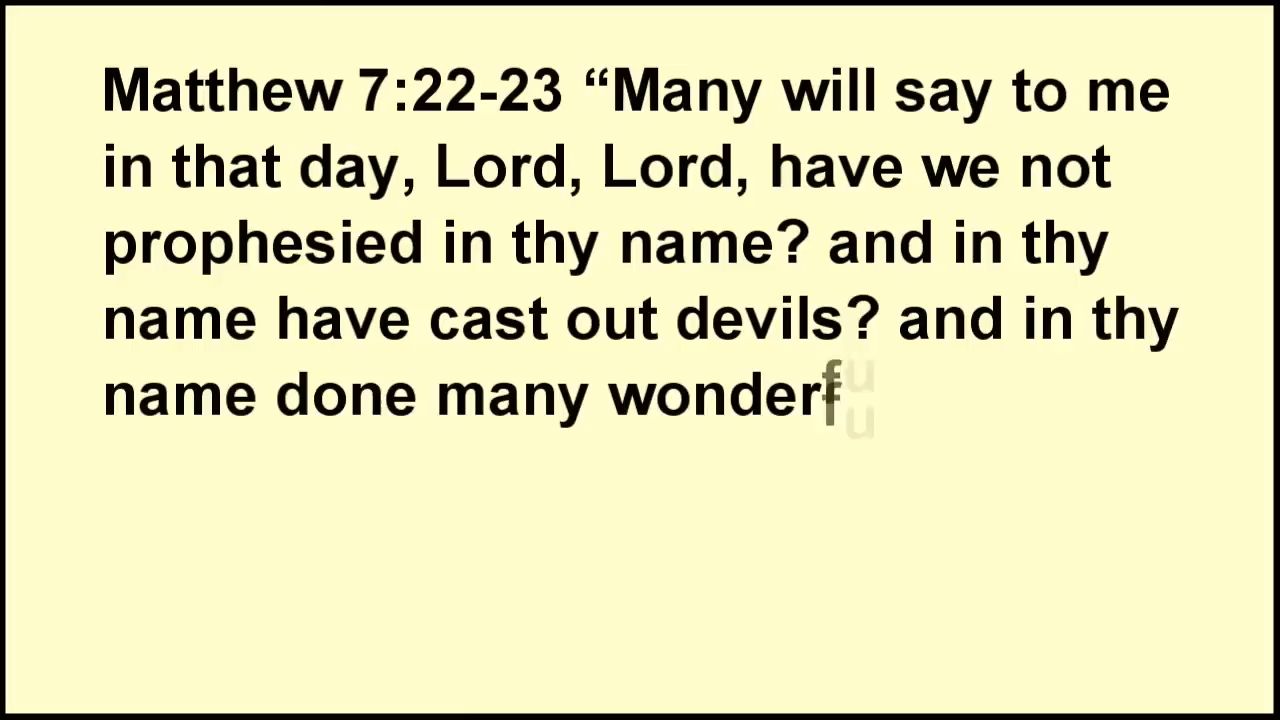 Matthew 7:22-23 “Many will say to me
in that day, Lord, Lord, have we not
prophesied in thy name? and in thy
name have cast out devils? and in thy
name done many wonderfu